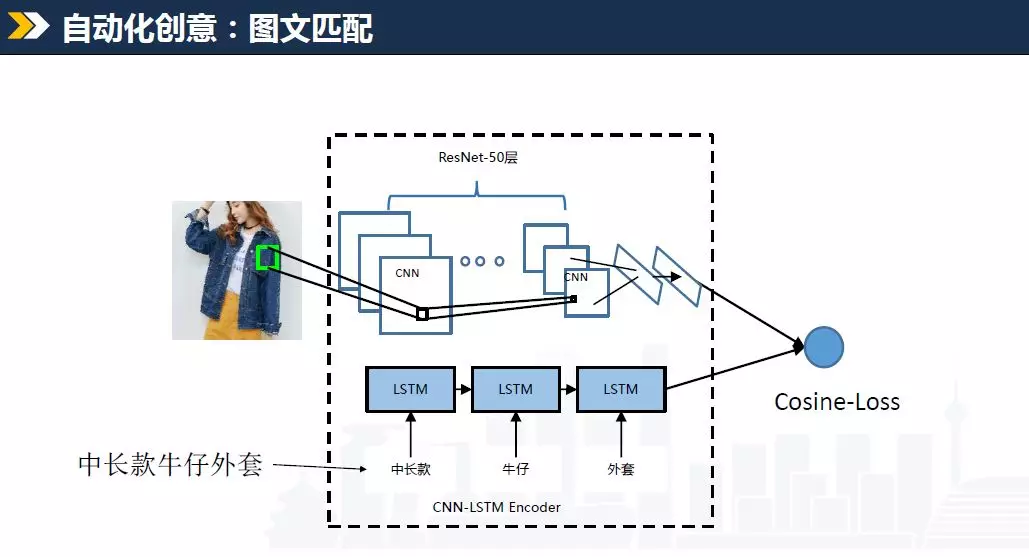 自动化创意：图文匹配
ResNet-50层
CNN
CNN
LSTM
LSTM
LSTM
Cosine-Loss
中长款牛仔外套
中长款
牛仔
外套
CNN-LSTM Encoder